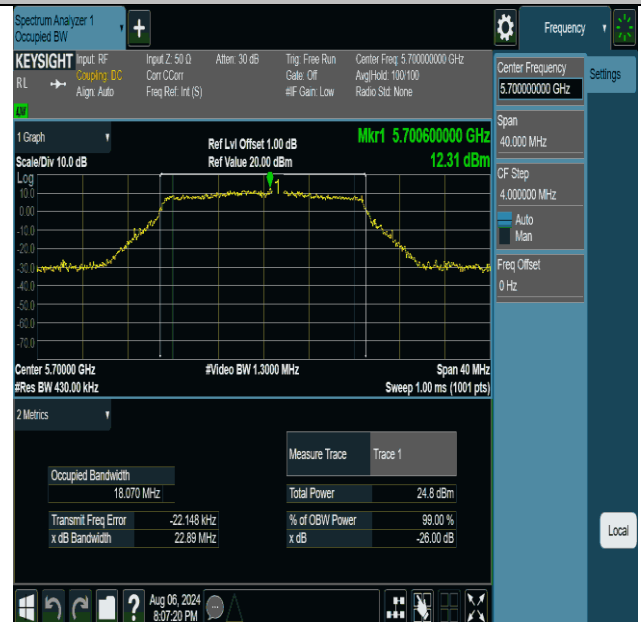 Spectrum Analyzer 1
Occupied BW
+
Frequency
KEYSIGHT
RL
Input: RF
Coupling: DC
Align: Auto
Input Z: 50 Ω
Corr CCorr
Freq Ref: Int (S)
Atten: 30 dB
Trig: Free Run
Gate: Off
#IF Gain: Low
Center Freq: 5.700000000 GHz
Avg|Hold: 100/100
Radio Std: None
Center Frequency
5.700000000 GHz
Settings
Span
40.000 MHz
CF Step
4.000000 MHz
Auto
Man
Freq Offset
0 Hz
Local
1 Graph
Scale/Div 10.0 dB
Ref Lvl Offset 1.00 dB
Ref Value 20.00 dBm
Mkr1 5.700600000 GHz
12.31 dBm
Log
10.0
0.00
-10.0
-20.0
-30.0
-40.0
-50.0
-60.0
-70.0
1
Center 5.70000 GHz
#Res BW 430.00 kHz
#Video BW 1.3000 MHz
Span 40 MHz
Sweep 1.00 ms (1001 pts)
2 Metrics
Measure Trace Trace 1
Occupied Bandwidth
18.070 MHz
Total Power 24.8 dBm
Transmit Freq Error -22.148 kHz
% of OBW Power 99.00 %
x dB Bandwidth 22.89 MHz
x dB -26.00 dB
?
Aug 06, 2024
8:07:20 PM